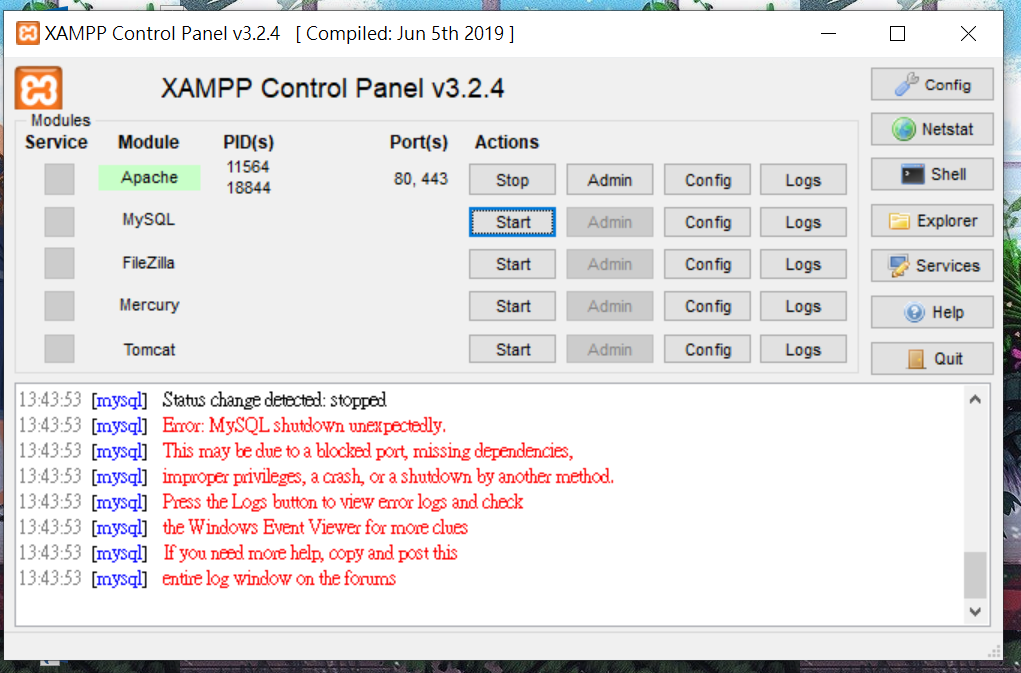 XAMPP Control Panel v3.2.4 [ Compiled: Jun 5th 2019 ]
XAMPP Control Panel v3.2.4
Config
Modules
Service Module PID(s) Port(s) Actions
Netstat
Apache 11564 18844 80, 443 Stop Admin Config Logs
Shell
MySQL Start Admin Config Logs
Explorer
FileZilla Start Admin Config Logs
Services
Mercury Start Admin Config Logs
Help
Tomcat Start Admin Config Logs
Quit
13:43:53 [mysql] Status change detected: stopped
13:43:53 [mysql] Error: MySQL shutdown unexpectedly.
13:43:53 [mysql] This may be due to a blocked port, missing dependencies,
13:43:53 [mysql] improper privileges, a crash, or a shutdown by another method.
13:43:53 [mysql] Press the Logs button to view error logs and check
13:43:53 [mysql] the Windows Event Viewer for more clues
13:43:53 [mysql] If you need more help, copy and post this
13:43:53 [mysql] entire log window on the forums